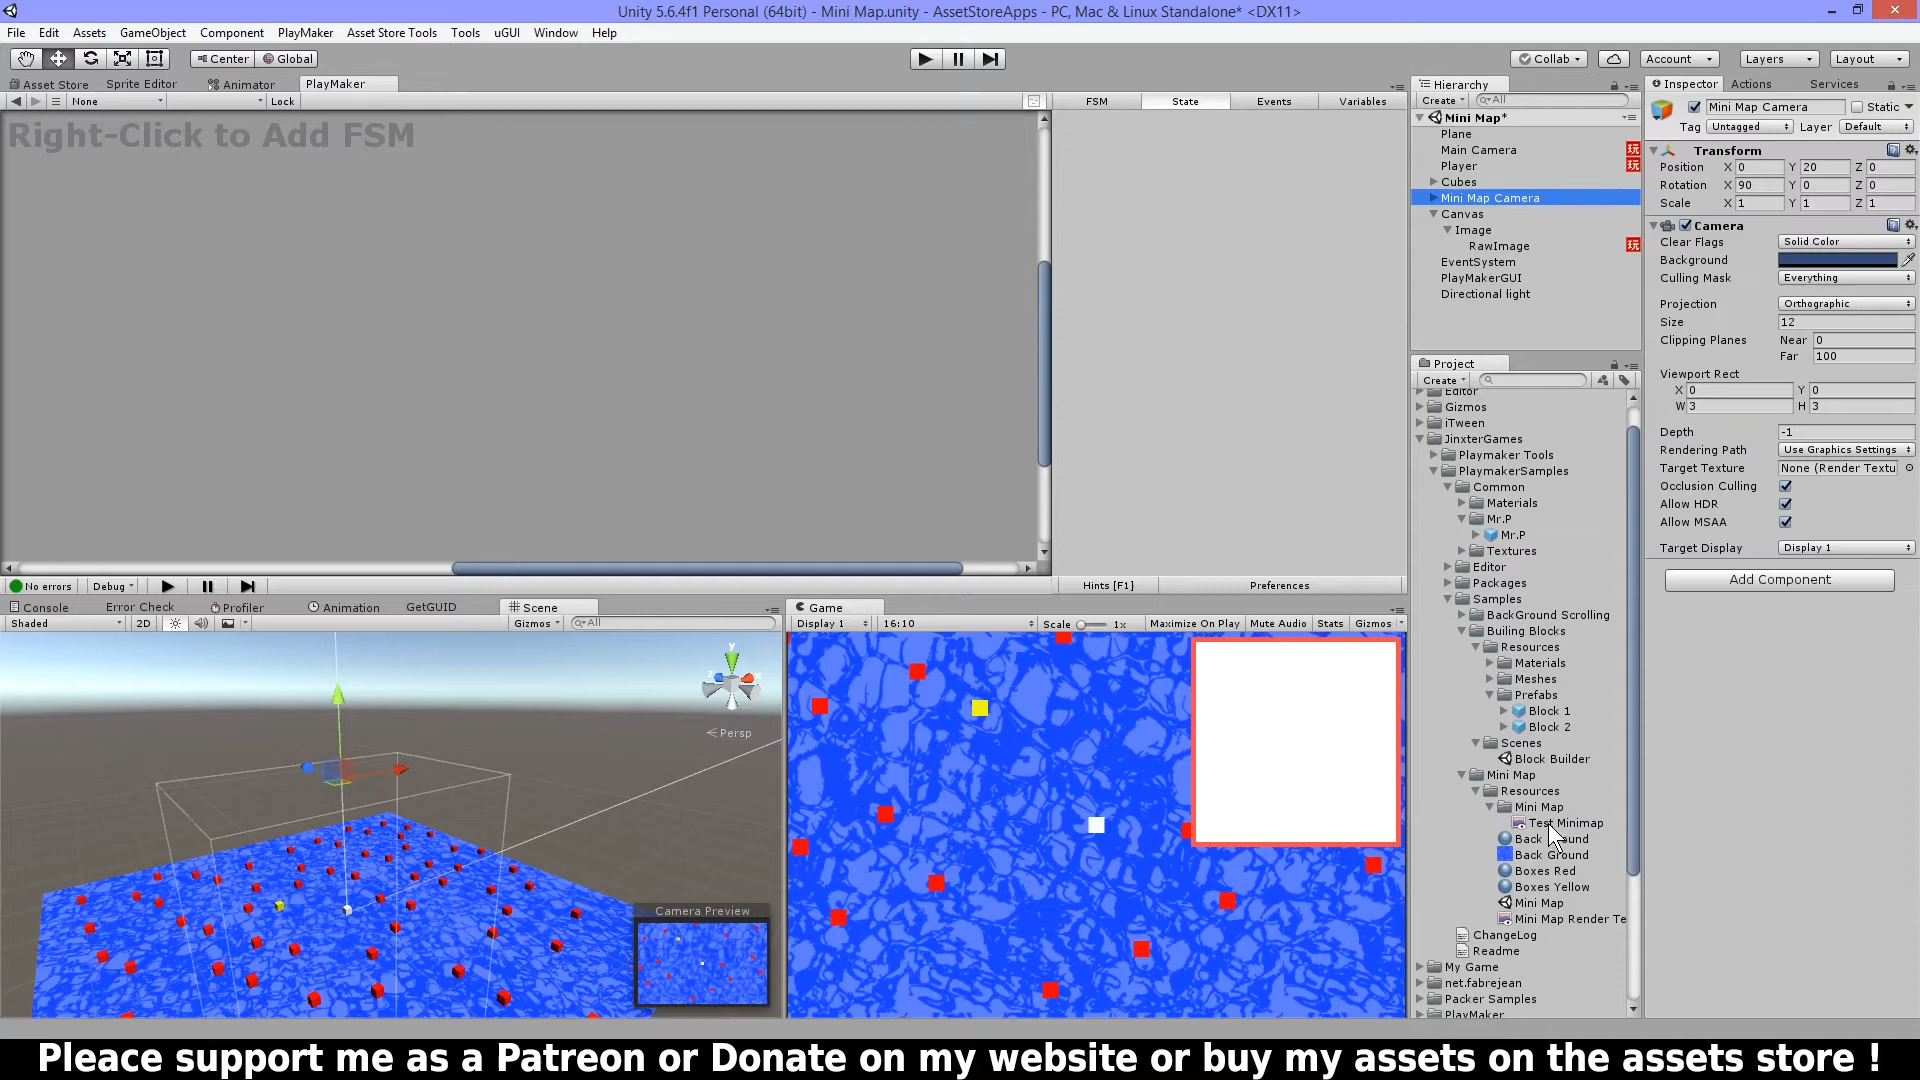 Unity 5.6.4f1 Personal (64bit) - Mini Map.unity - AssetStoreApps - PC, Mac & Linux Standalone* <DX11>
File Edit Assets GameObject Component PlayMaker Asset Store Tools Tools uGUI Window Help
Center Global Collab Account Layers Layout
Asset Store Sprite Editor Animator PlayMaker
None Lock
FSM State Events Variables
Right-Click to Add FSM
No errors Debug
Hints [F1] Preferences
Console Error Check Profiler Animation GetGUID Scene
Shaded 2D Gizmos All
y
x
Persp
Camera Preview
Game
Display 1 16:10 Scale 1x Maximize On Play Mute Audio Stats Gizmos
Hierarchy
Create All
Mini Map*
Plane
Main Camera 玩
Player 玩
Cubes
Mini Map Camera
Canvas
Image
RawImage 玩
EventSystem
PlayMakerGUI
Directional light
Project
Create
Editor
Gizmos
iTween
JinxterGames
Playmaker Tools
PlaymakerSamples
Common
Materials
Mr.P
Mr.P
Textures
Editor
Packages
Samples
BackGround Scrolling
Builing Blocks
Resources
Materials
Meshes
Prefabs
Block 1
Block 2
Scenes
Block Builder
Mini Map
Resources
Mini Map
Test Minimap
Back Ground
Boxes Red
Boxes Yellow
Mini Map
Mini Map Render Te
ChangeLog
Readme
My Game
net.fabrejean
Packer Samples
PlayMaker
Inspector Actions Services
Mini Map Camera Static
Tag Untagged Layer Default
Transform
Position X 0 Y 20 Z 0
Rotation X 90 Y 0 Z 0
Scale X 1 Y 1 Z 1
Camera
Clear Flags Solid Color
Background
Culling Mask Everything
Projection Orthographic
Size 12
Clipping Planes Near 0
Far 100
Viewport Rect
X 0 Y 0
W 3 H 3
Depth -1
Rendering Path Use Graphics Settings
Target Texture None (Render Textu
Occlusion Culling
Allow HDR
Allow MSAA
Target Display Display 1
Add Component
Pleace support me as a Patreon or Donate on my website or buy my assets on the assets store !